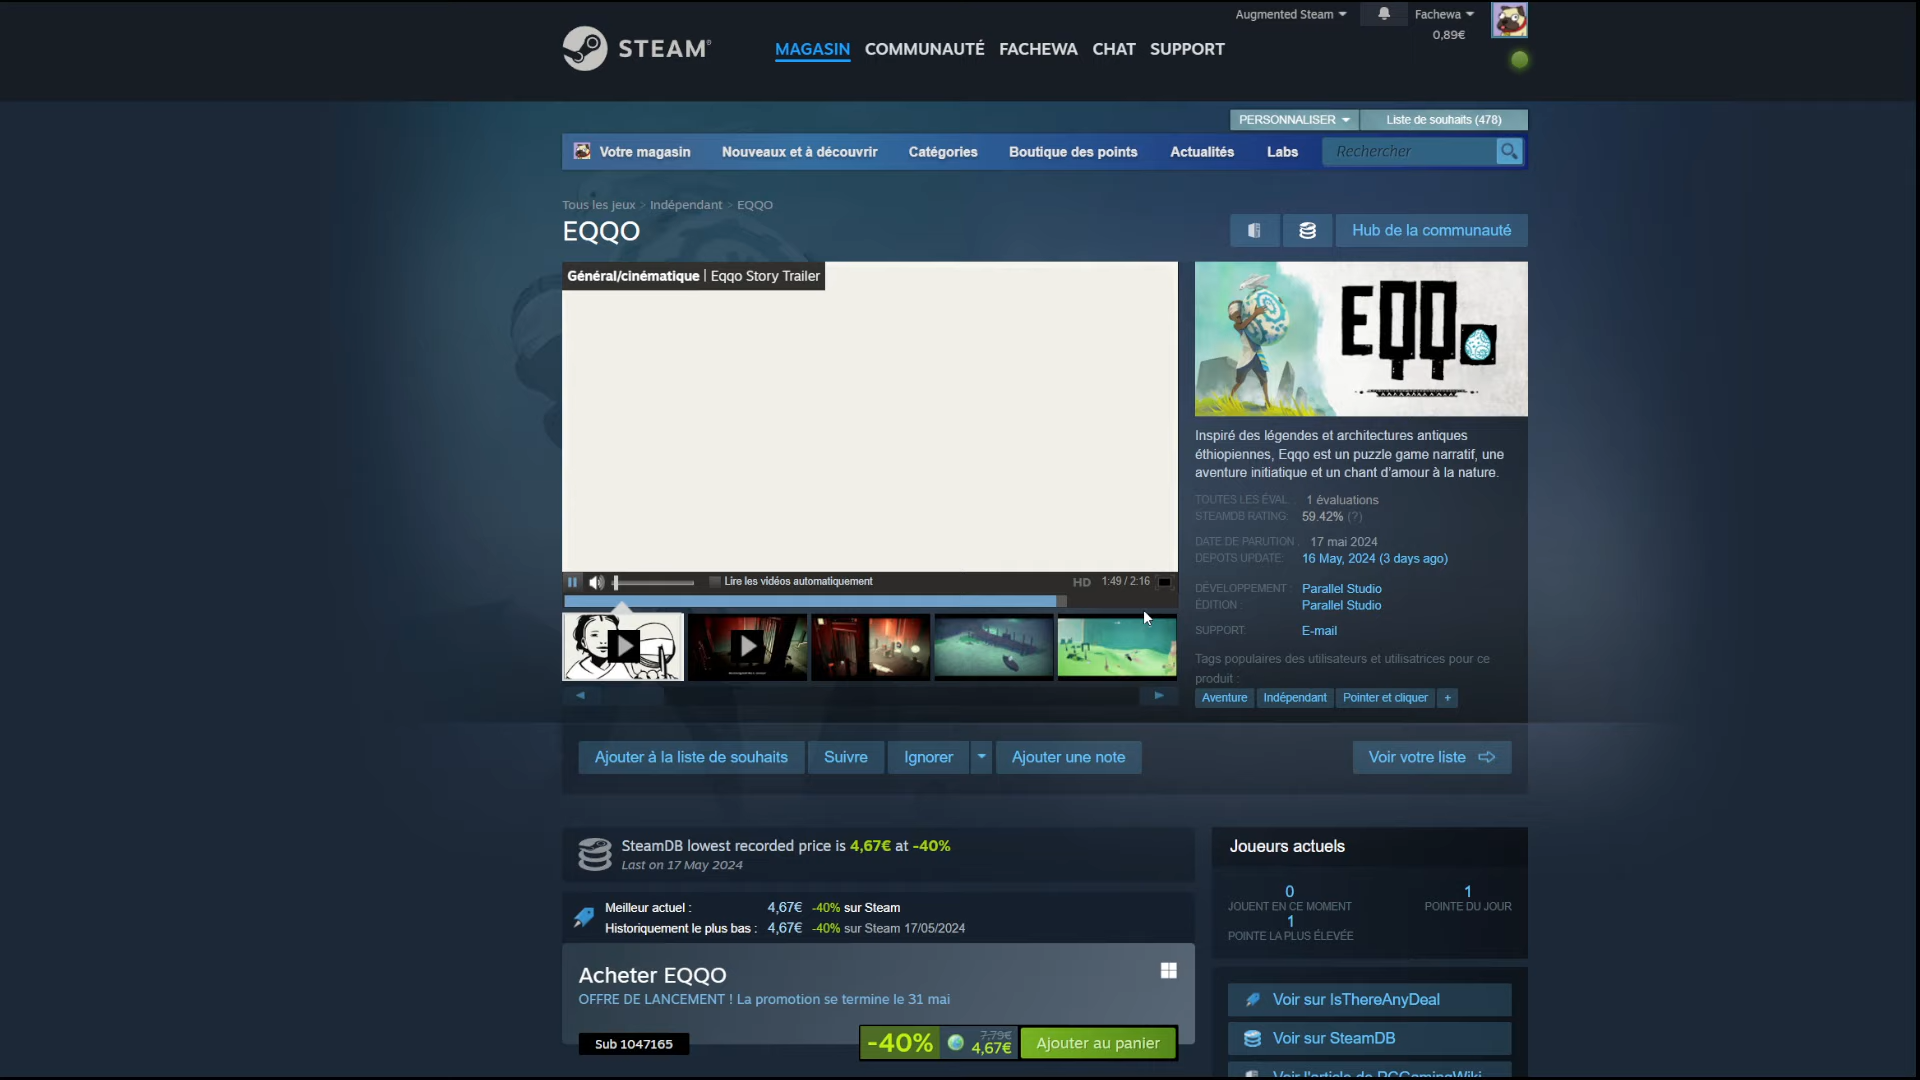 Augmented Steam
Fachewa
0,89€
STEAM®
MAGASIN COMMUNAUTÉ FACHEWA CHAT SUPPORT
PERSONNALISER
Liste de souhaits (478)
Votre magasin Nouveaux et à découvrir Catégories Boutique des points Actualités Labs Rechercher
Tous les jeux > Indépendant > EQQO
EQQO
Hub de la communauté
Général/cinématique | Eqqo Story Trailer
EQQO
Inspiré des légendes et architectures antiques
éthiopiennes, Eqqo est un puzzle game narratif, une
aventure initiatique et un chant d'amour à la nature.
TOUTES LES ÉVAL. 1 évaluations
STEAMDB RATING: 59.42% (?)
DATE DE PARUTION : 17 mai 2024
DEPOTS UPDATE: 16 May, 2024 (3 days ago)
DÉVELOPPEMENT : Parallel Studio
ÉDITION : Parallel Studio
SUPPORT: E-mail
Lire les vidéos automatiquement
HD 1:49 / 2:16
Tags populaires des utilisateurs et utilisatrices pour ce
produit :
Aventure Indépendant Pointer et cliquer +
Ajouter à la liste de souhaits Suivre Ignorer Ajouter une note Voir votre liste
SteamDB lowest recorded price is 4,67€ at -40%
Last on 17 May 2024
Meilleur actuel : 4,67€ -40% sur Steam
Historiquement le plus bas : 4,67€ -40% sur Steam 17/05/2024
Joueurs actuels
0
JOUENT EN CE MOMENT
1
POINTE DU JOUR
1
POINTE LA PLUS ÉLEVÉE
Acheter EQQO
OFFRE DE LANCEMENT ! La promotion se termine le 31 mai
Sub 1047165
-40%
7,79€
4,67€
Ajouter au panier
Voir sur IsThereAnyDeal
Voir sur SteamDB
Voir l'article de PCGamingWiki